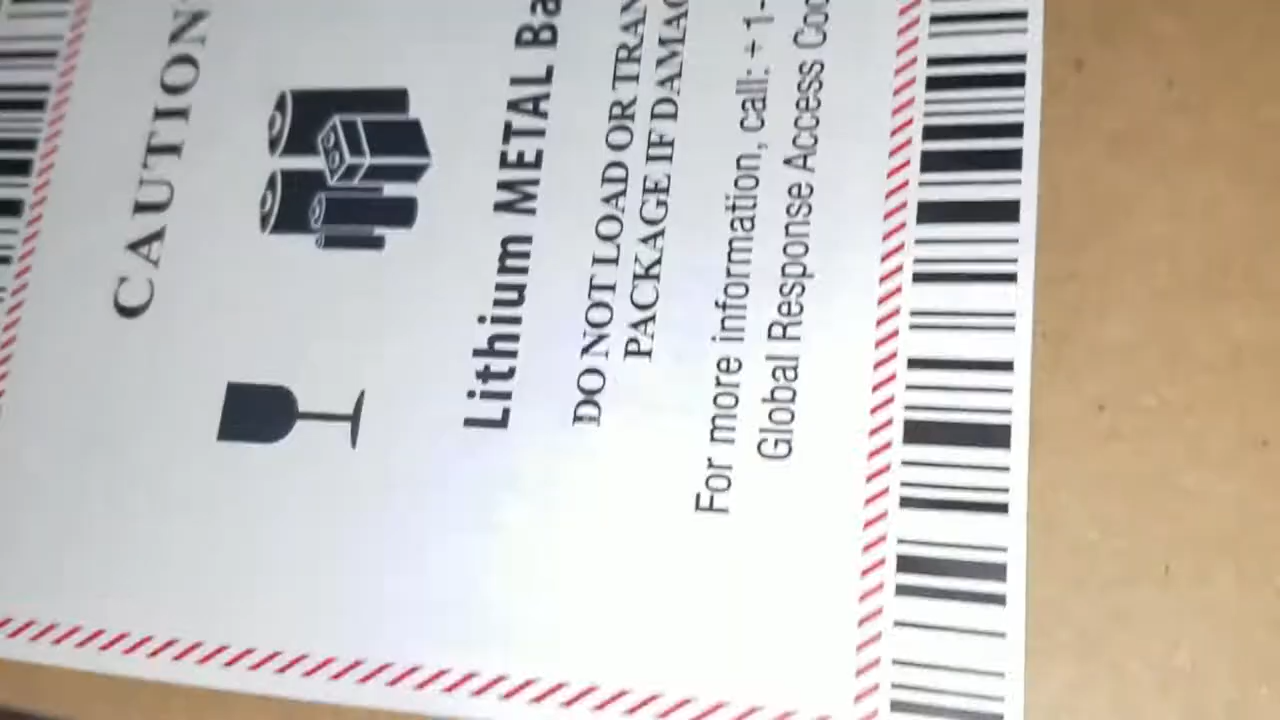 CAUTION
Lithium METAL Ba
DO NOT LOAD OR TRAN
PACKAGE IF DAMAG
For more information, call: + 1-
Global Response Access Cod